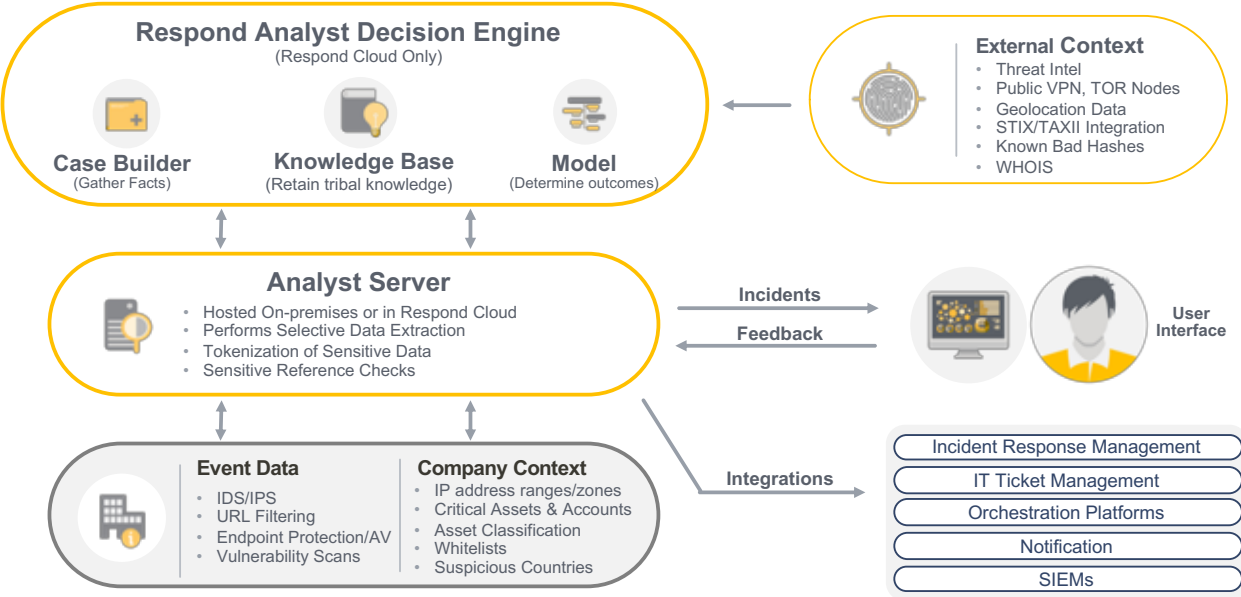 Respond Analyst Decision Engine
(Respond Cloud Only)
Case Builder
(Gather Facts)
Knowledge Base
(Retain tribal knowledge)
Model
(Determine outcomes)
External Context
• Threat Intel
• Public VPN, TOR Nodes
• Geolocation Data
• STIX/TAXII Integration
• Known Bad Hashes
• WHOIS
Analyst Server
• Hosted On-premises or in Respond Cloud
• Performs Selective Data Extraction
• Tokenization of Sensitive Data
• Sensitive Reference Checks
Incidents
Feedback
User
Interface
Event Data
• IDS/IPS
• URL Filtering
• Endpoint Protection/AV
• Vulnerability Scans
Company Context
• IP address ranges/zones
• Critical Assets & Accounts
• Asset Classification
• Whitelists
• Suspicious Countries
Integrations
Incident Response Management
IT Ticket Management
Orchestration Platforms
Notification
SIEMs